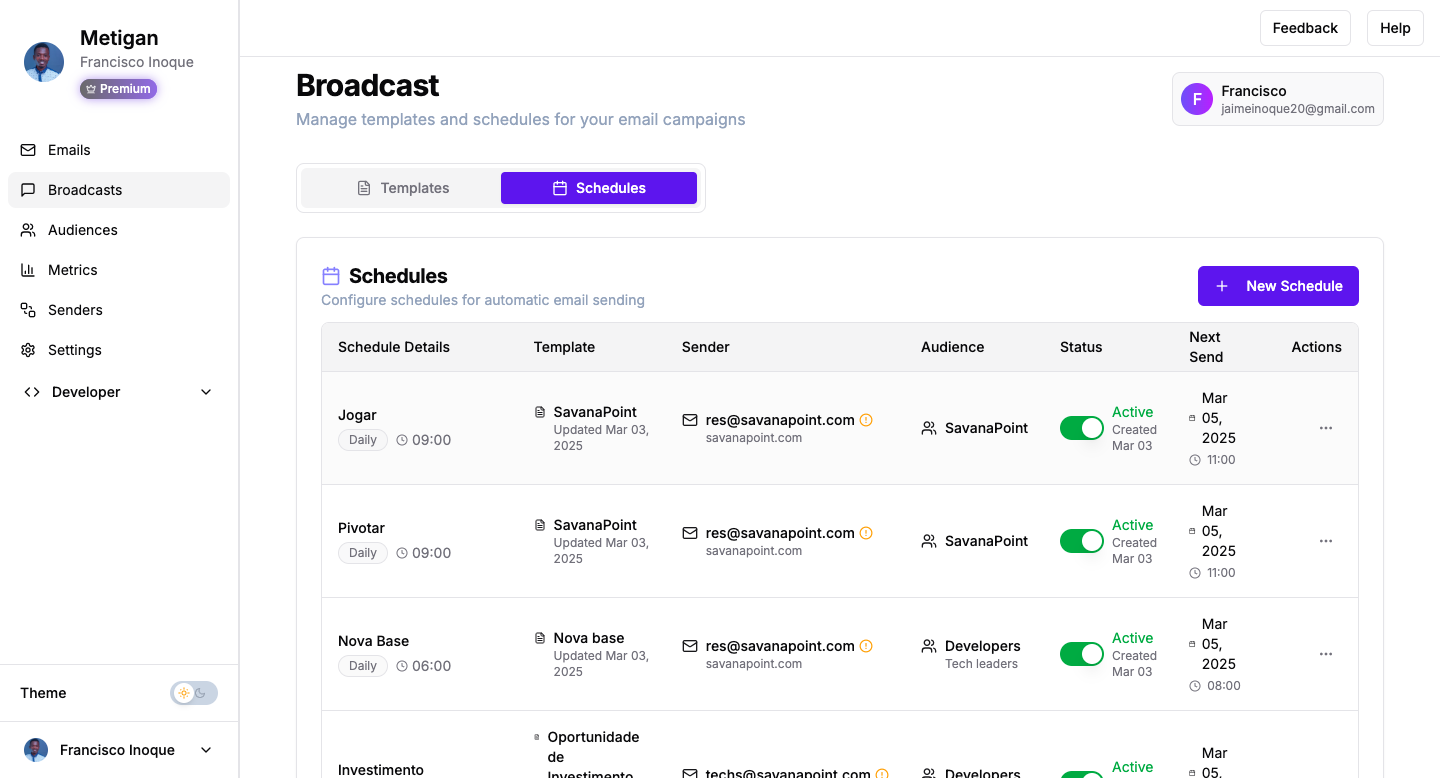 Metigan
Francisco Inoque
Premium
Emails
Broadcasts
Audiences
Metrics
Senders
Settings
Developer
Theme
Francisco Inoque
Feedback
Help
Broadcast
Manage templates and schedules for your email campaigns
F
Francisco
jaimeinoque20@gmail.com
Templates
Schedules
Schedules
Configure schedules for automatic email sending
New Schedule
Schedule Details
Template
Sender
Audience
Status
Next
Send
Actions
Jogar
Daily
09:00
SavanaPoint
Updated Mar 03,
2025
res@savanapoint.com
savanapoint.com
SavanaPoint
Active
Created
Mar 03
Mar
05,
2025
11:00
Pivotar
Daily
09:00
SavanaPoint
Updated Mar 03,
2025
res@savanapoint.com
savanapoint.com
SavanaPoint
Active
Created
Mar 03
Mar
05,
2025
11:00
Nova Base
Daily
06:00
Nova base
Updated Mar 03,
2025
res@savanapoint.com
savanapoint.com
Developers
Tech leaders
Active
Created
Mar 03
Mar
05,
2025
08:00
Investimento
Oportunidade
de
Investimento
techs@savanapoint.com
Developers
Active
Mar
05,